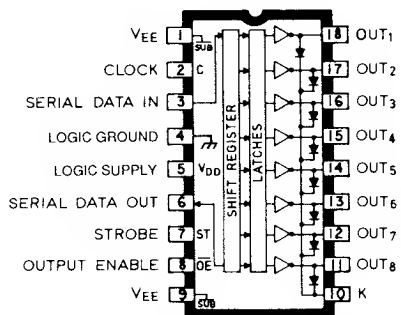 VEE 1 SUB 18 OUT1
CLOCK 2 C 17 OUT2
SERIAL DATA IN 3 16 OUT3
LOGIC GROUND 4 15 OUT4
LOGIC SUPPLY 5 VDD 14 OUT5
SERIAL DATA OUT 6 13 OUT6
STROBE 7 ST 12 OUT7
OUTPUT ENABLE 8 OE 11 OUT8
VEE 9 SUB 10 K
SHIFT REGISTER
LATCHES